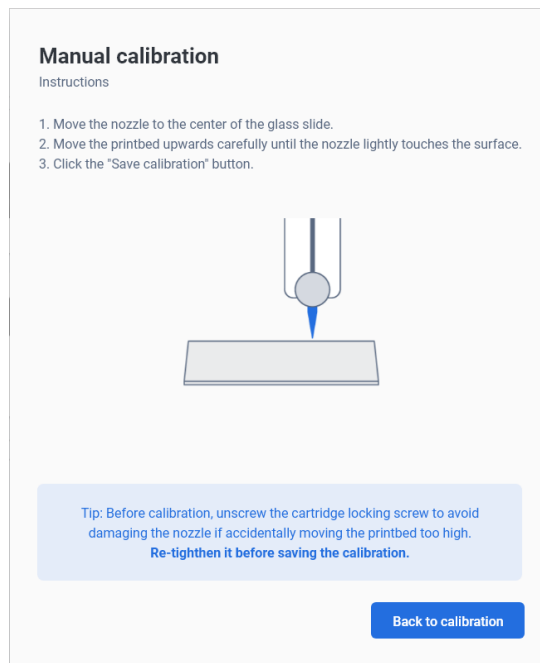 Manual calibration
Instructions
1. Move the nozzle to the center of the glass slide.
2. Move the printbed upwards carefully until the nozzle lightly touches the surface.
3. Click the "Save calibration" button.
Tip: Before calibration, unscrew the cartridge locking screw to avoid
damaging the nozzle if accidentally moving the printbed too high.
Re-tighten it before saving the calibration.
Back to calibration